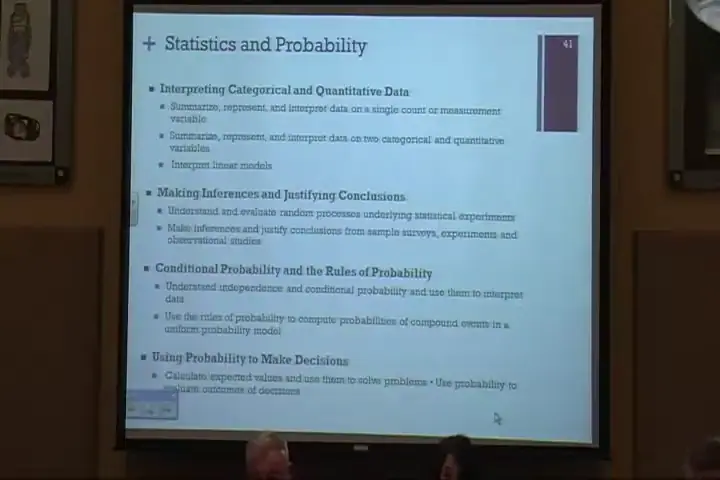 + Statistics and Probability
41
Interpreting Categorical and Quantitative Data
Summarize, represent, and interpret data on a single count or measurement
variable
Summarize, represent, and interpret data on two categorical and quantitative
variables
Interpret linear models
Making Inferences and Justifying Conclusions
Understand and evaluate random processes underlying statistical experiments
Make inferences and justify conclusions from sample surveys, experiments and
observational studies
Conditional Probability and the Rules of Probability
Understand independence and conditional probability and use them to interpret
data
Use the rules of probability to compute probabilities of compound events in a
uniform probability model
Using Probability to Make Decisions
Calculate expected values and use them to solve problems • Use probability to
evaluate outcomes of decisions